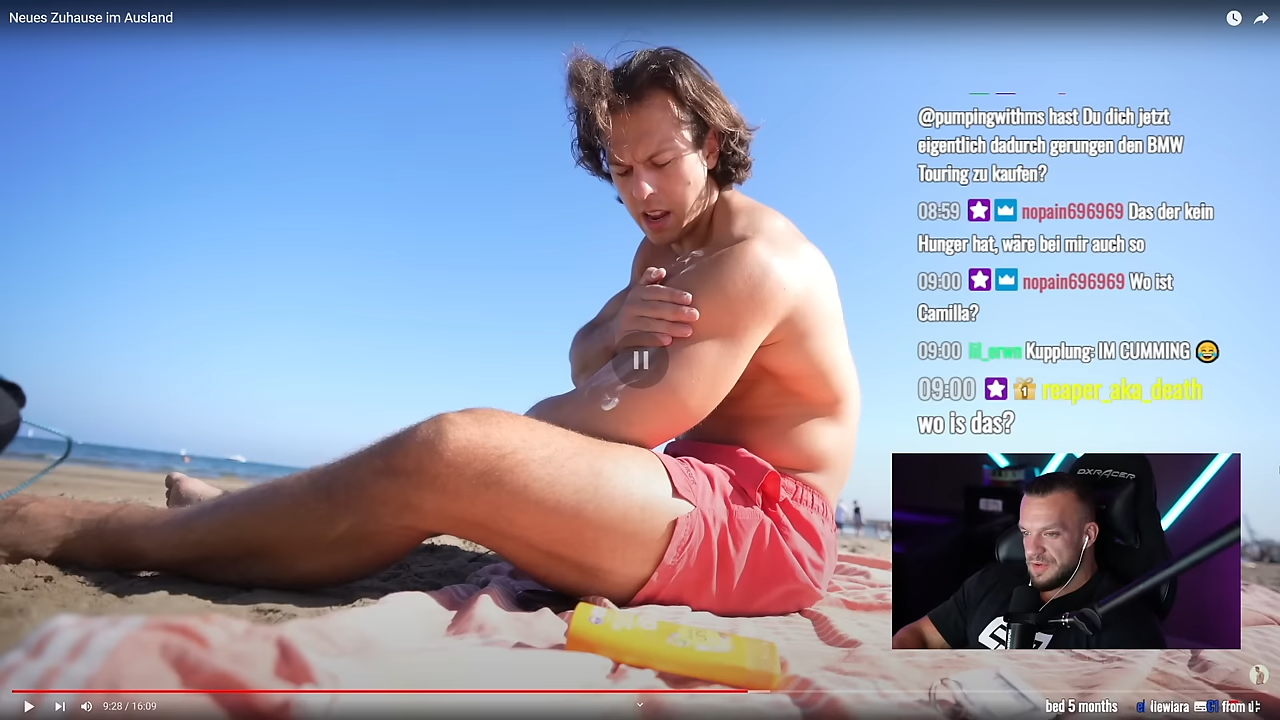 Neues Zuhause im Ausland
@pumpingwithms hast Du dich jetzt
eigentlich dadurch gerungen den BMW
Touring zu kaufen?
08:59 nopain696969 Das der kein
Hunger hat, wäre bei mir auch so
09:00 nopain696969 Wo ist
Camilla?
09:00 Kupplung: IM CUMMING 😂
09:00 1 reaper_aka_death
wo is das?
DXRACER
9:28 / 16:09
bed 5 months
from